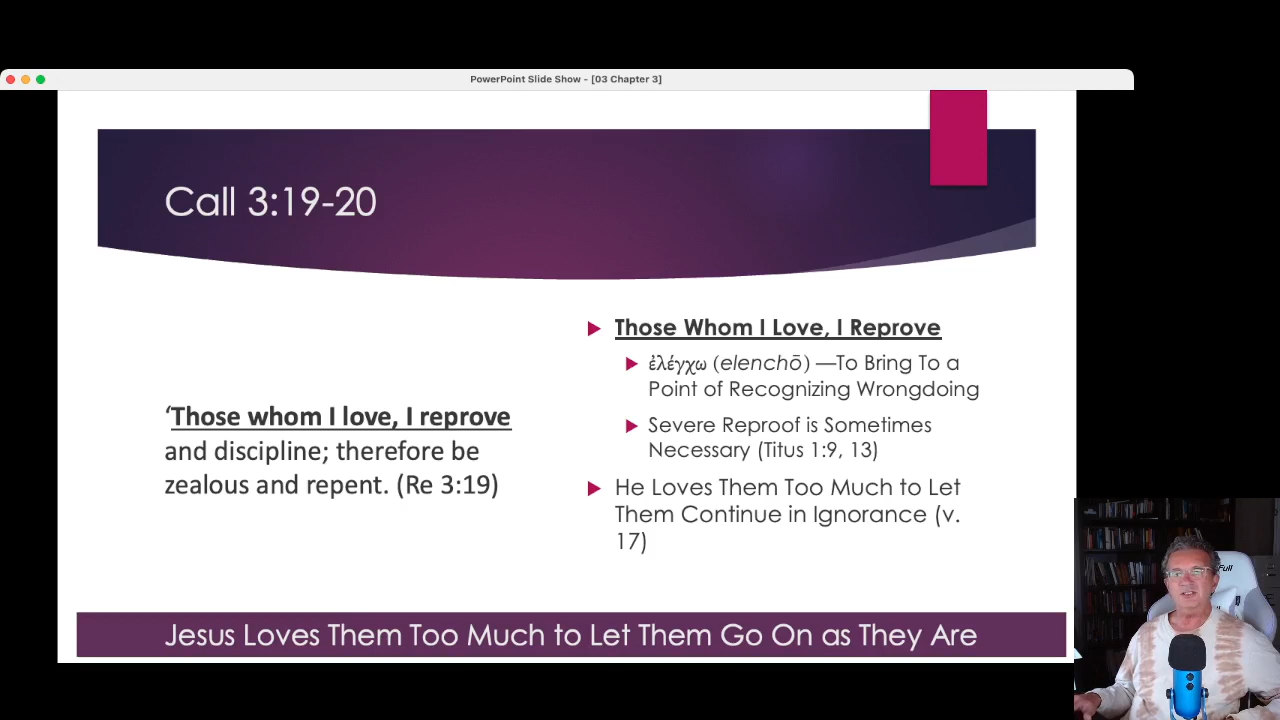 PowerPoint Slide Show - [03 Chapter 3]
Call 3:19-20
‘Those whom I love, I reprove
and discipline; therefore be
zealous and repent. (Re 3:19)
Those Whom I Love, I Reprove
ἐλέγχω (elenchō) —To Bring To a
Point of Recognizing Wrongdoing
Severe Reproof is Sometimes
Necessary (Titus 1:9, 13)
He Loves Them Too Much to Let
Them Continue in Ignorance (v.
17)
Jesus Loves Them Too Much to Let Them Go On as They Are